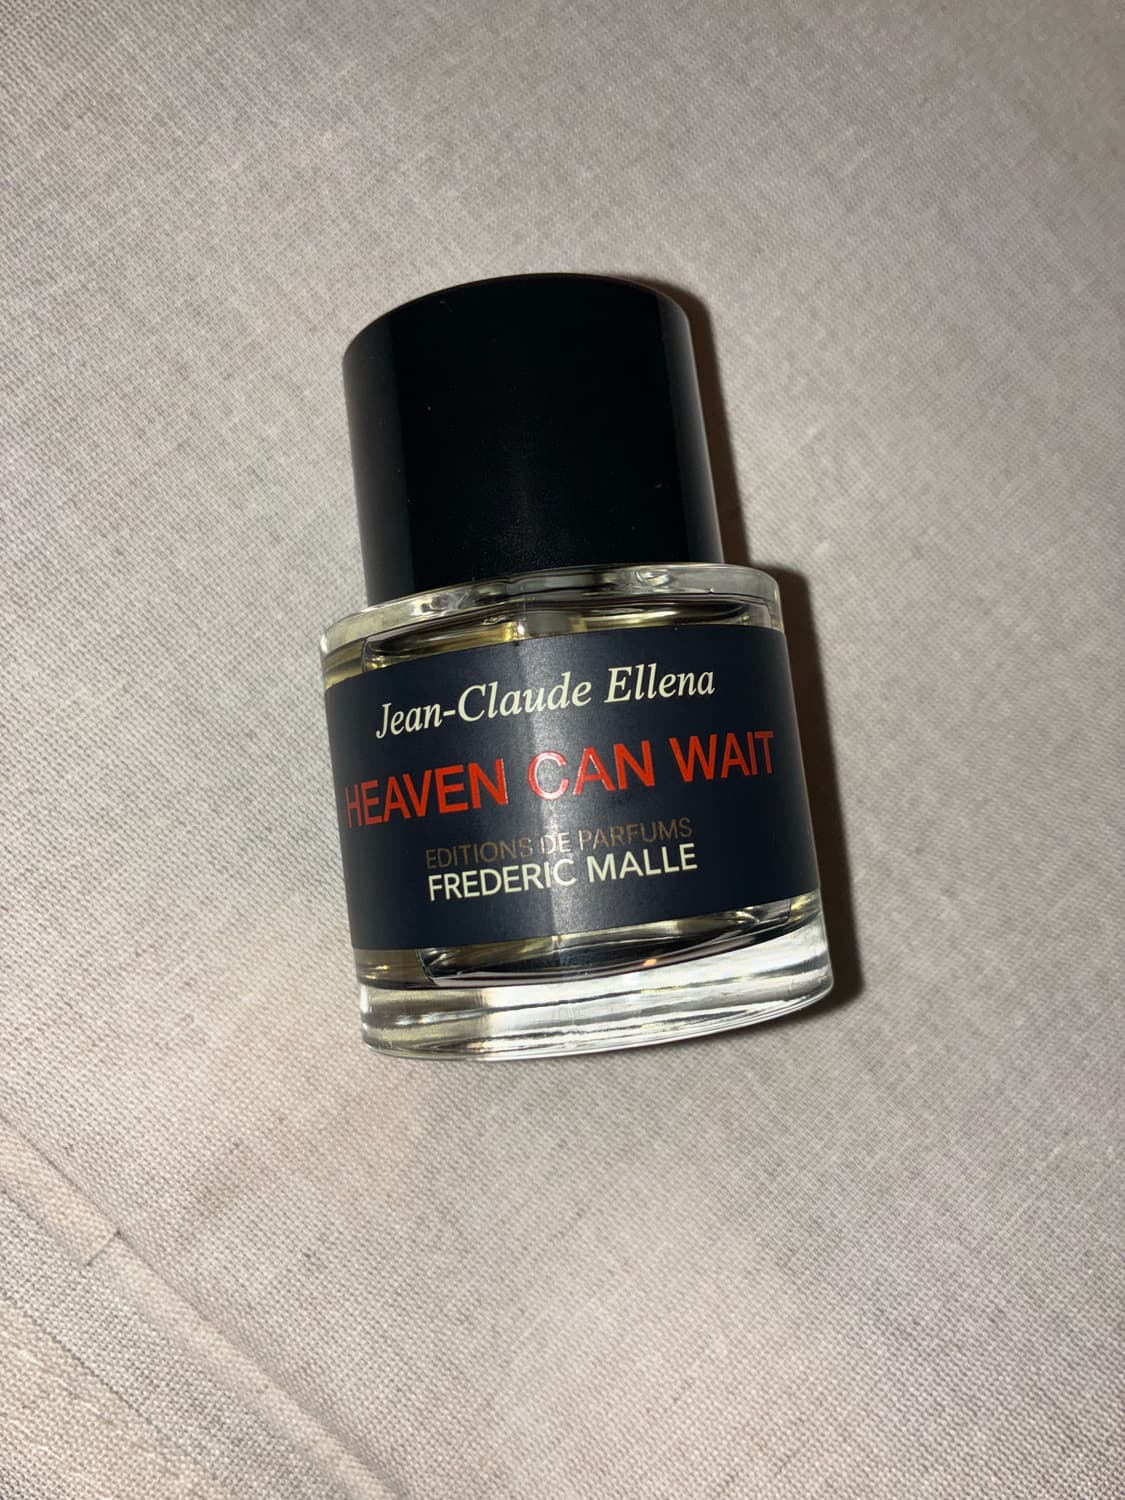 Jean-Claude Ellena
HEAVEN CAN WAIT
EDITIONS DE PARFUMS
FREDERIC MALLE